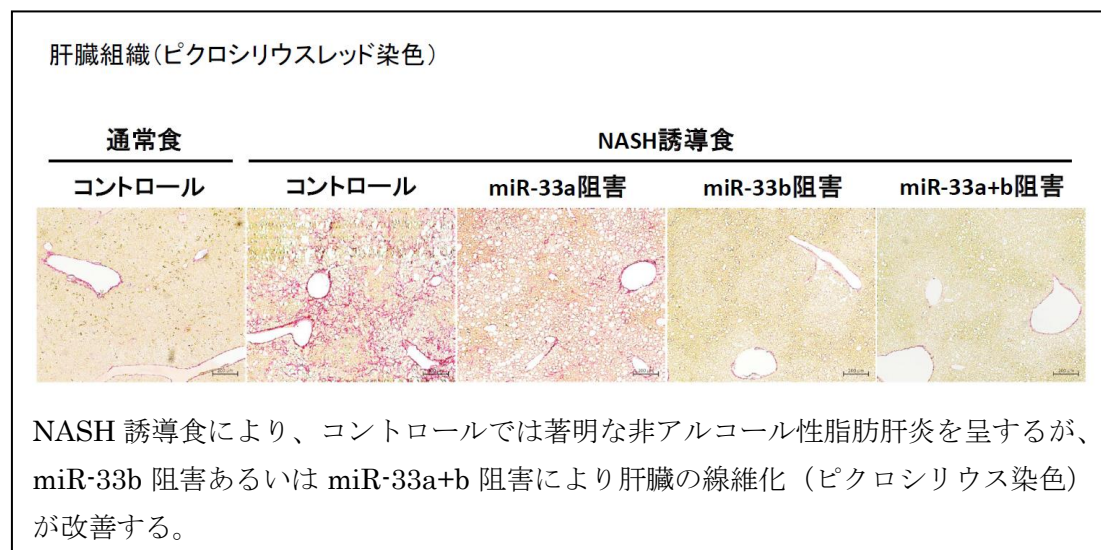 肝臓組織（ピクロシリウスレッド染色）
通常食
NASH誘導食
コントロール
コントロール
miR-33a阻害
miR-33b阻害
miR-33a+b阻害
NASH 誘導食により、コントロールでは著明な非アルコール性脂肪肝炎を呈するが、
miR-33b 阻害あるいは miR-33a+b 阻害により肝臓の線維化（ピクロシリウス染色）
が改善する。